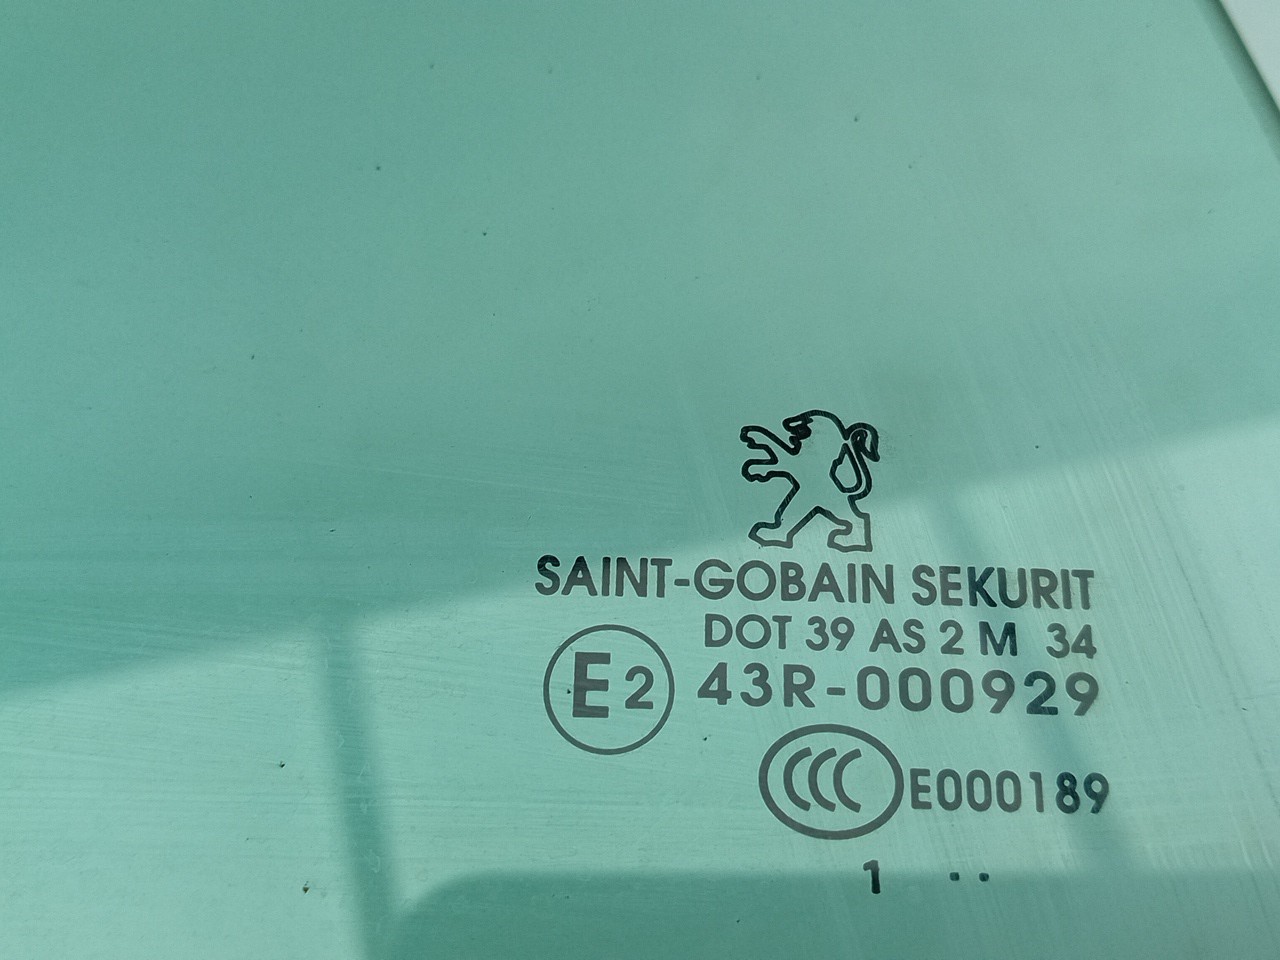 SAINT-GOBAIN SEKURIT
DOT 39 AS 2 M 34
E2 43R-000929
CCC E000189
1 ..